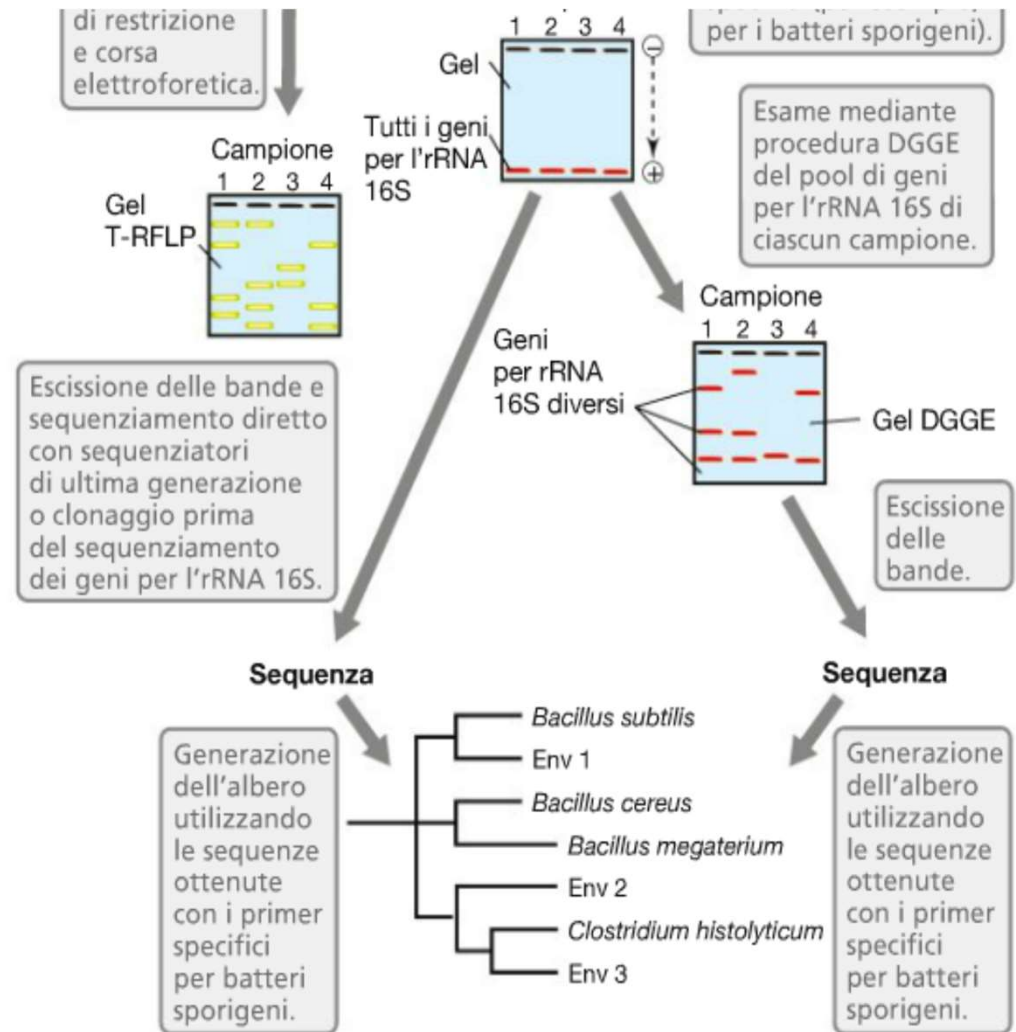 di restrizione
e corsa
elettroforetica.
1 2 3 4
Gel
−
+
Tutti i geni
per l'rRNA
16S
per i batteri sporigeni).
Esame mediante
procedura DGGE
del pool di geni
per l'rRNA 16S di
ciascun campione.
Campione
1 2 3 4
Gel
T-RFLP
Campione
1 2 3 4
Geni
per rRNA
16S diversi
Gel DGGE
Escissione delle bande e
sequenziamento diretto
con sequenziatori
di ultima generazione
o clonaggio prima
del sequenziamento
dei geni per l'rRNA 16S.
Escissione
delle
bande.
Sequenza
Sequenza
Generazione
dell'albero
utilizzando
le sequenze
ottenute
con i primer
specifici
per batteri
sporigeni.
Bacillus subtilis
Env 1
Bacillus cereus
Bacillus megaterium
Env 2
Clostridium histolyticum
Env 3
Generazione
dell'albero
utilizzando
le sequenze
ottenute
con i primer
specifici
per batteri
sporigeni.